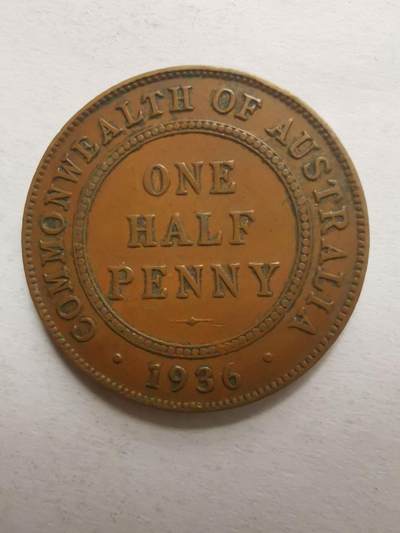 COMMONWEALTH OF AUSTRALIA
ONE
HALF
PENNY
· 1936 ·